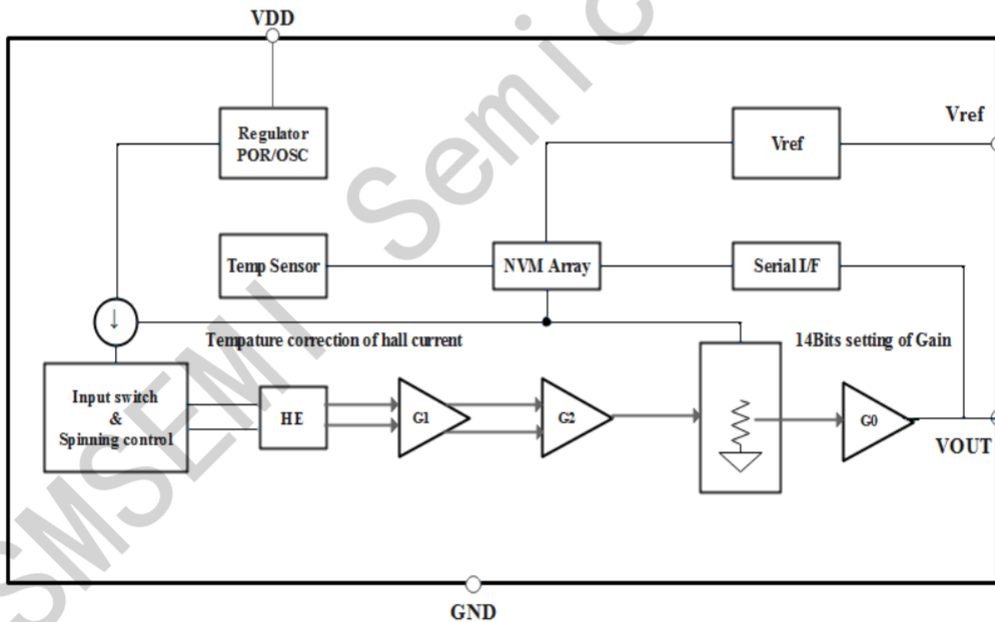 VDD
Regulator
POR/OSC
Vref
Vref
Temp Sensor
NVM Array
Serial I/F
↓
Tempature correction of hall current
14Bits setting of Gain
Input switch
&
Spinning control
HE
G1
G2
G0
VOUT
GND
SMSEMI Semic